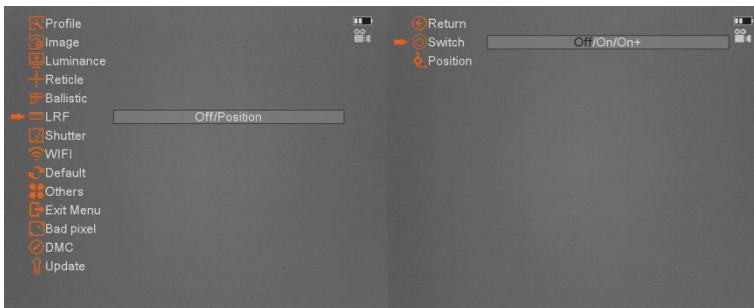 Profile
Image
Luminance
Reticle
Ballistic
LRF Off/Position
Shutter
WIFI
Default
Others
Exit Menu
Bad pixel
DMC
Update
Return
Switch Off/On/On+
Position